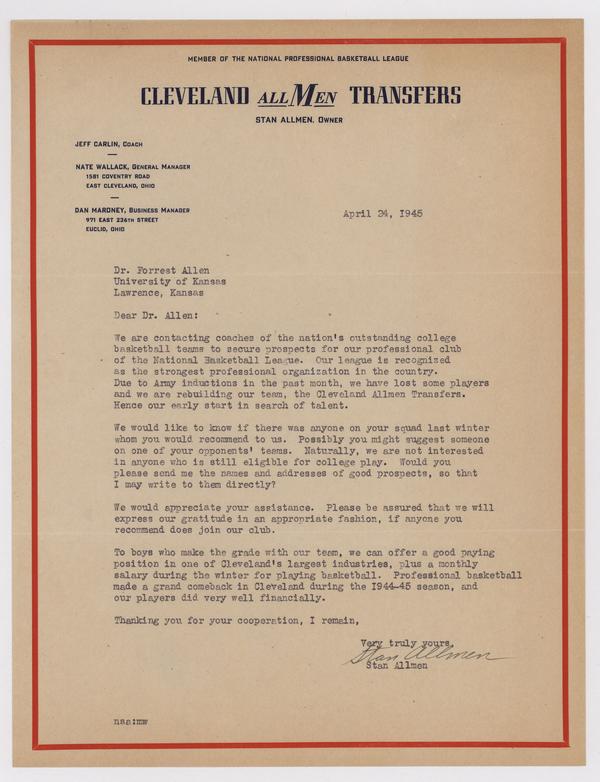 MEMBER OF THE NATIONAL PROFESSIONAL BASKETBALL LEAGUE
CLEVELAND ALLMEN TRANSFERS
STAN ALLMEN, OWNER
JEFF CARLIN, COACH
NATE WALLACK, GENERAL MANAGER
1581 COVENTRY ROAD
EAST CLEVELAND, OHIO
DAN MARONEY, BUSINESS MANAGER
971 EAST 236TH STREET
EUCLID, OHIO
April 24, 1945
Dr. Forrest Allen
University of Kansas
Lawrence, Kansas
Dear Dr. Allen:
We are contacting coaches of the nation's outstanding college
basketball teams to secure prospects for our professional club
of the National Basketball League. Our league is recognized
as the strongest professional organization in the country.
Due to Army inductions in the past month, we have lost some players
and we are rebuilding our team, the Cleveland Allmen Transfers.
Hence our early start in search of talent.
We would like to know if there was anyone on your squad last winter
whom you would recommend to us. Possibly you might suggest someone
on one of your opponents' teams. Naturally, we are not interested
in anyone who is still eligible for college play. Would you
please send me the names and addresses of good prospects, so that
I may write to them directly?
We would appreciate your assistance. Please be assured that we will
express our gratitude in an appropriate fashion, if anyone you
recommend does join our club.
To boys who make the grade with our team, we can offer a good paying
position in one of Cleveland's largest industries, plus a monthly
salary during the winter for playing basketball. Professional basketball
made a grand comeback in Cleveland during the 1944-45 season, and
our players did very well financially.
Thanking you for your cooperation, I remain,
Very truly yours,
Stan Allmen
Stan Allmen
naa:mw